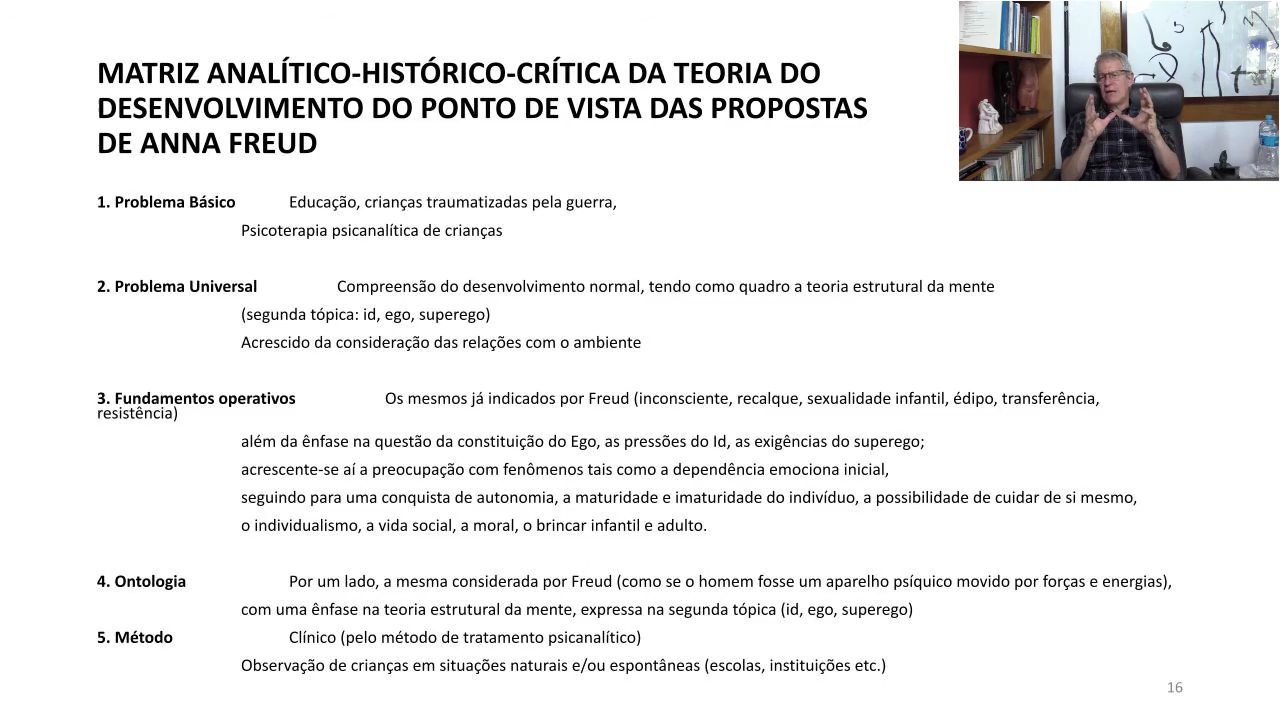 MATRIZ ANALÍTICO-HISTÓRICO-CRÍTICA DA TEORIA DO
DESENVOLVIMENTO DO PONTO DE VISTA DAS PROPOSTAS
DE ANNA FREUD
1. Problema Básico Educação, crianças traumatizadas pela guerra,
Psicoterapia psicanalítica de crianças
2. Problema Universal Compreensão do desenvolvimento normal, tendo como quadro a teoria estrutural da mente
(segunda tópica: id, ego, superego)
Acrescido da consideração das relações com o ambiente
3. Fundamentos operativos Os mesmos já indicados por Freud (inconsciente, recalque, sexualidade infantil, édipo, transferência,
resistência)
além da ênfase na questão da constituição do Ego, as pressões do Id, as exigências do superego;
acrescente-se aí a preocupação com fenômenos tais como a dependência emociona inicial,
seguindo para uma conquista de autonomia, a maturidade e imaturidade do indivíduo, a possibilidade de cuidar de si mesmo,
o individualismo, a vida social, a moral, o brincar infantil e adulto.
4. Ontologia Por um lado, a mesma considerada por Freud (como se o homem fosse um aparelho psíquico movido por forças e energias),
com uma ênfase na teoria estrutural da mente, expressa na segunda tópica (id, ego, superego)
5. Método Clínico (pelo método de tratamento psicanalítico)
Observação de crianças em situações naturais e/ou espontâneas (escolas, instituições etc.)
16